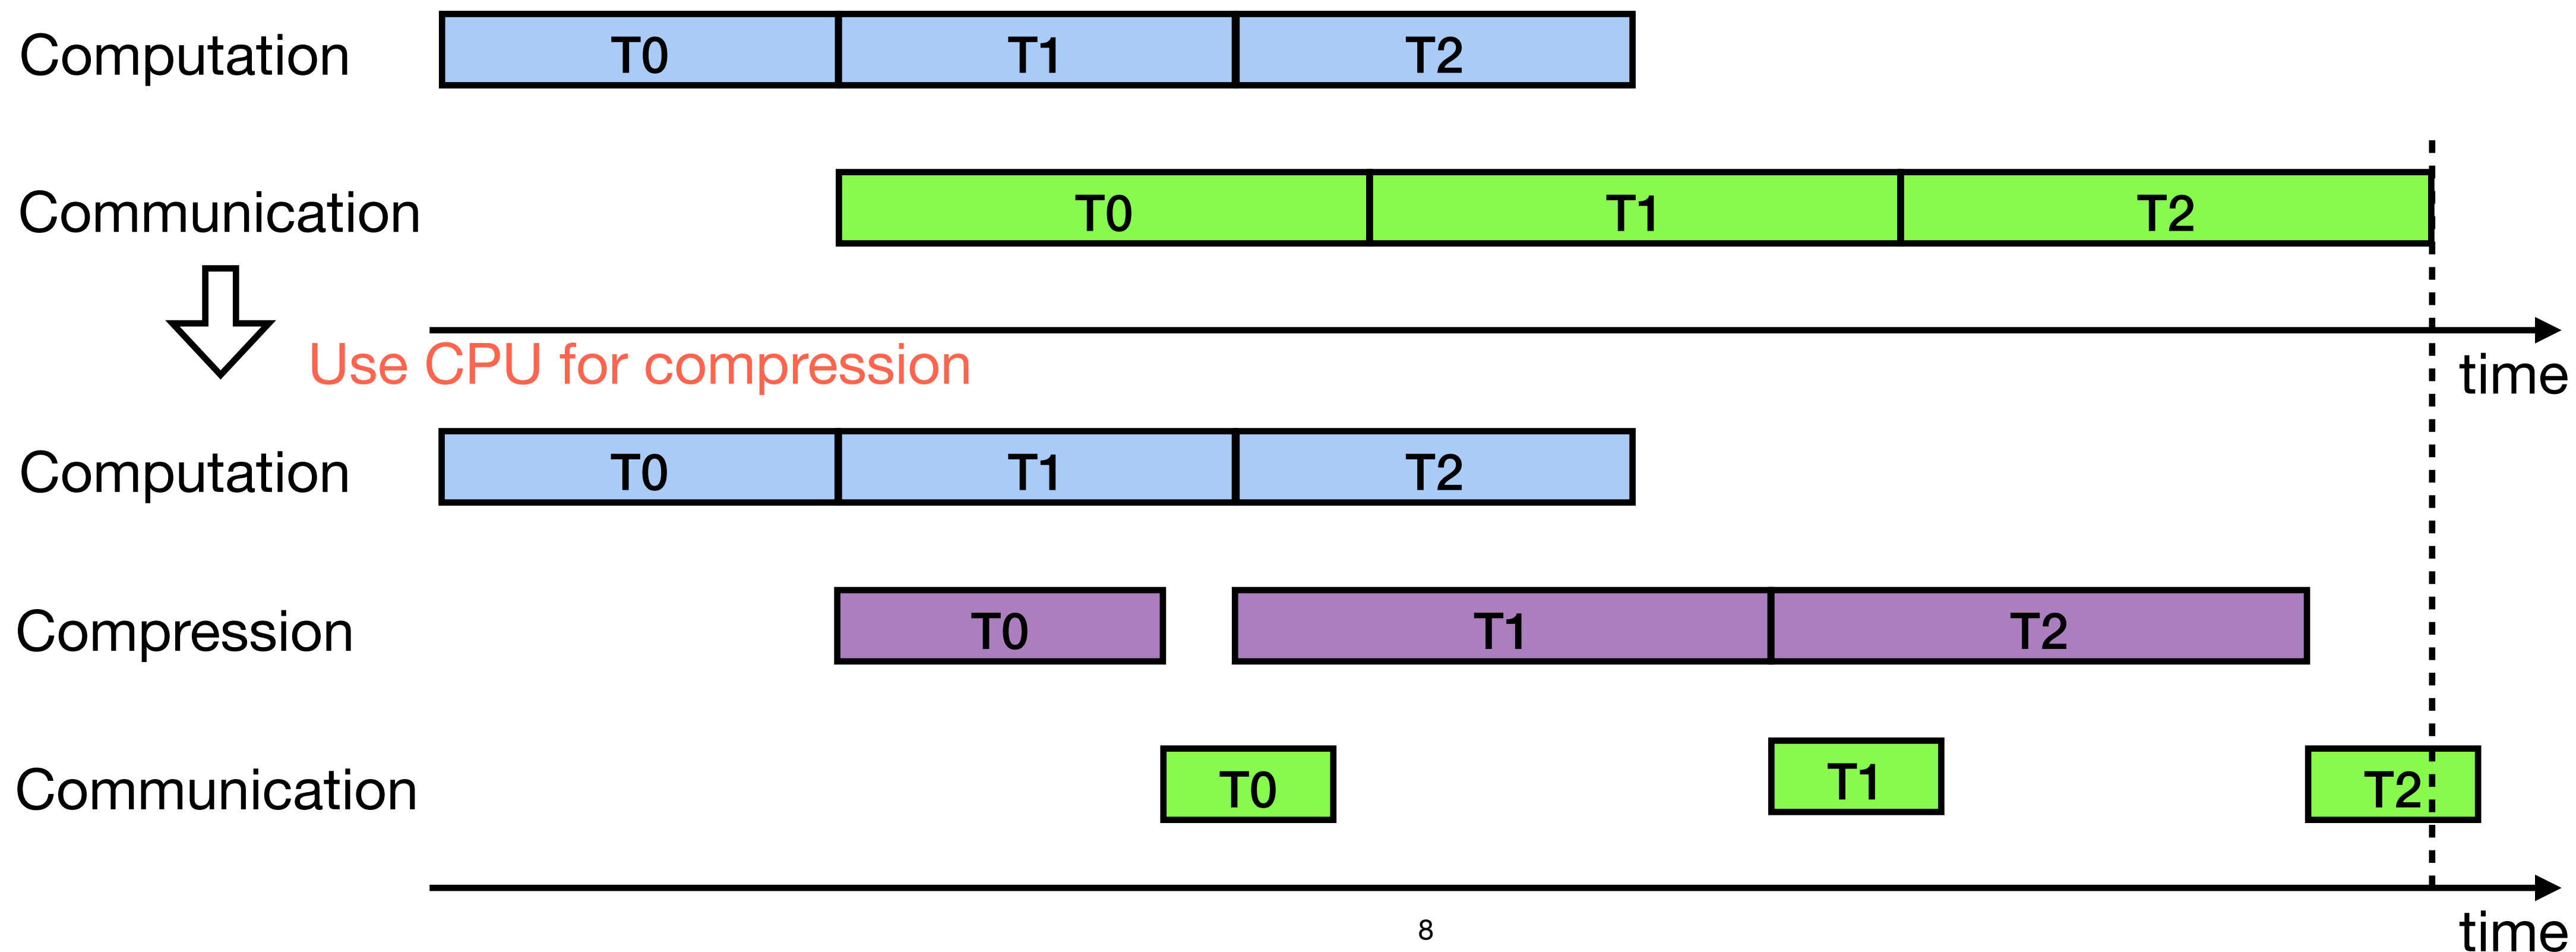 Computation T0 T1 T2
Communication T0 T1 T2
Use CPU for compression
time
Computation T0 T1 T2
Compression T0 T1 T2
Communication T0 T1 T2
8
time